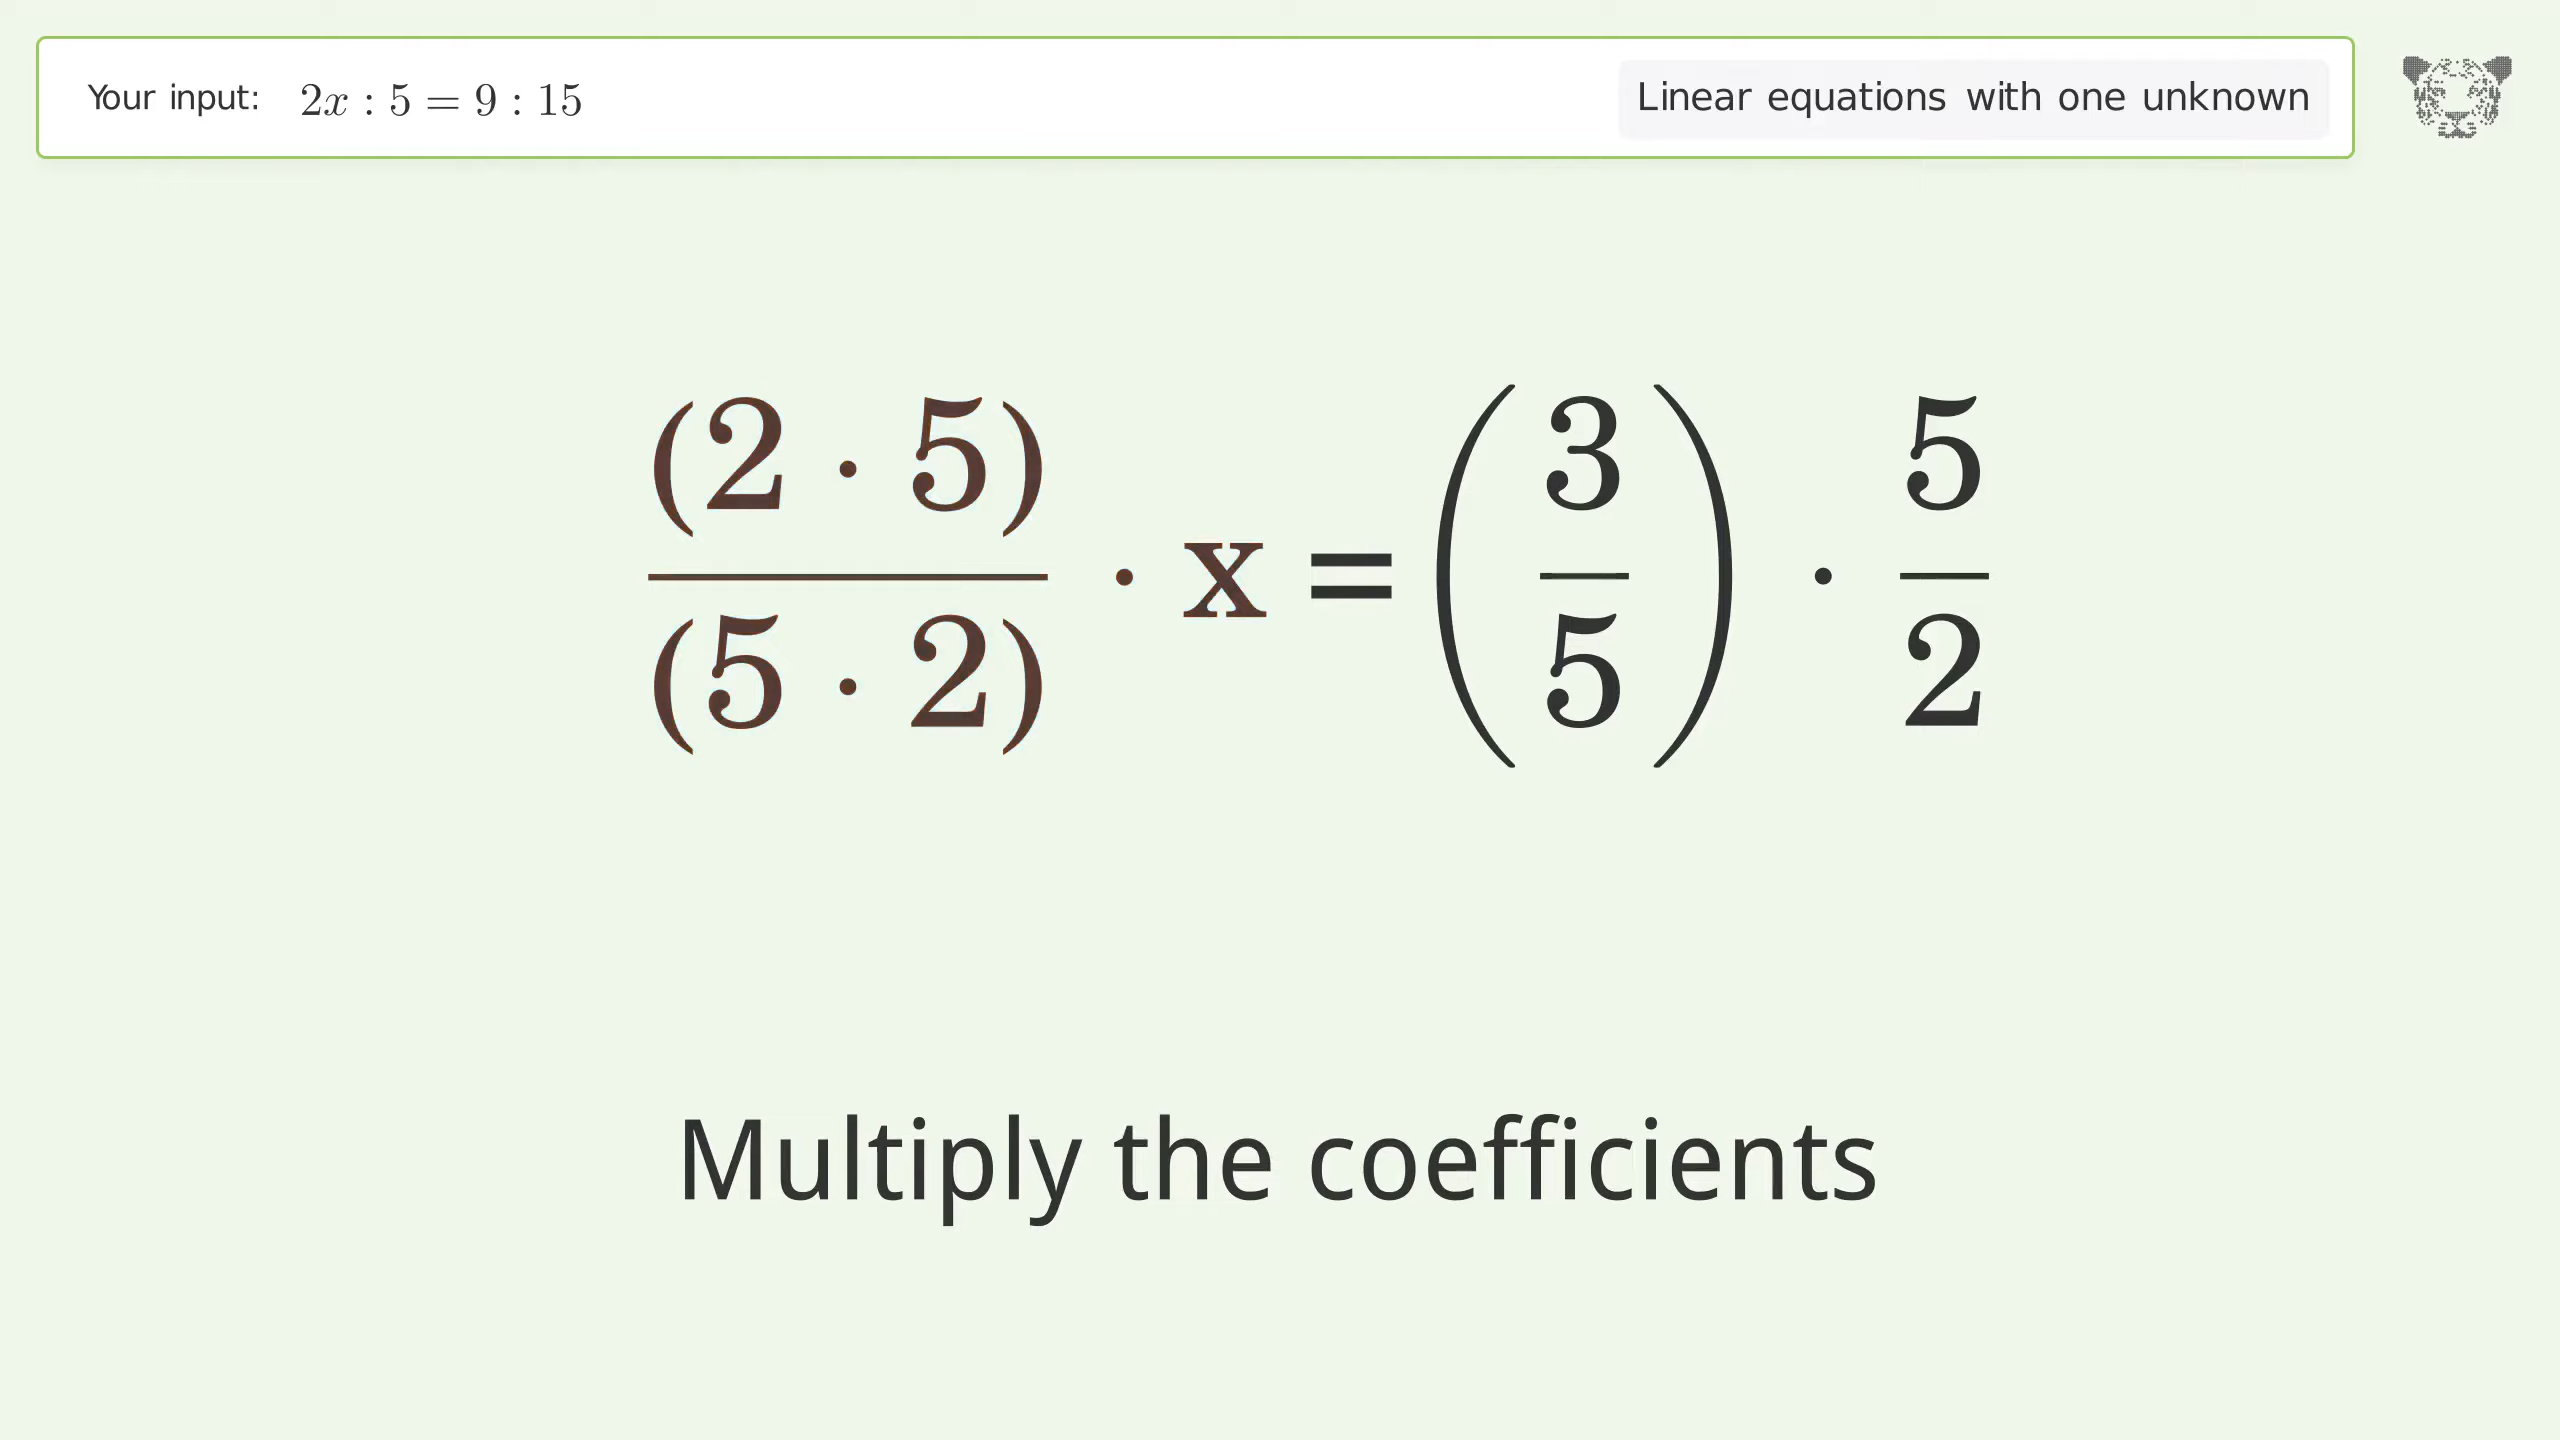 Your input: 2x : 5 = 9 : 15
Linear equations with one unknown
(2 · 5)/(5 · 2) · x = (3/5) · 5/2
Multiply the coefficients